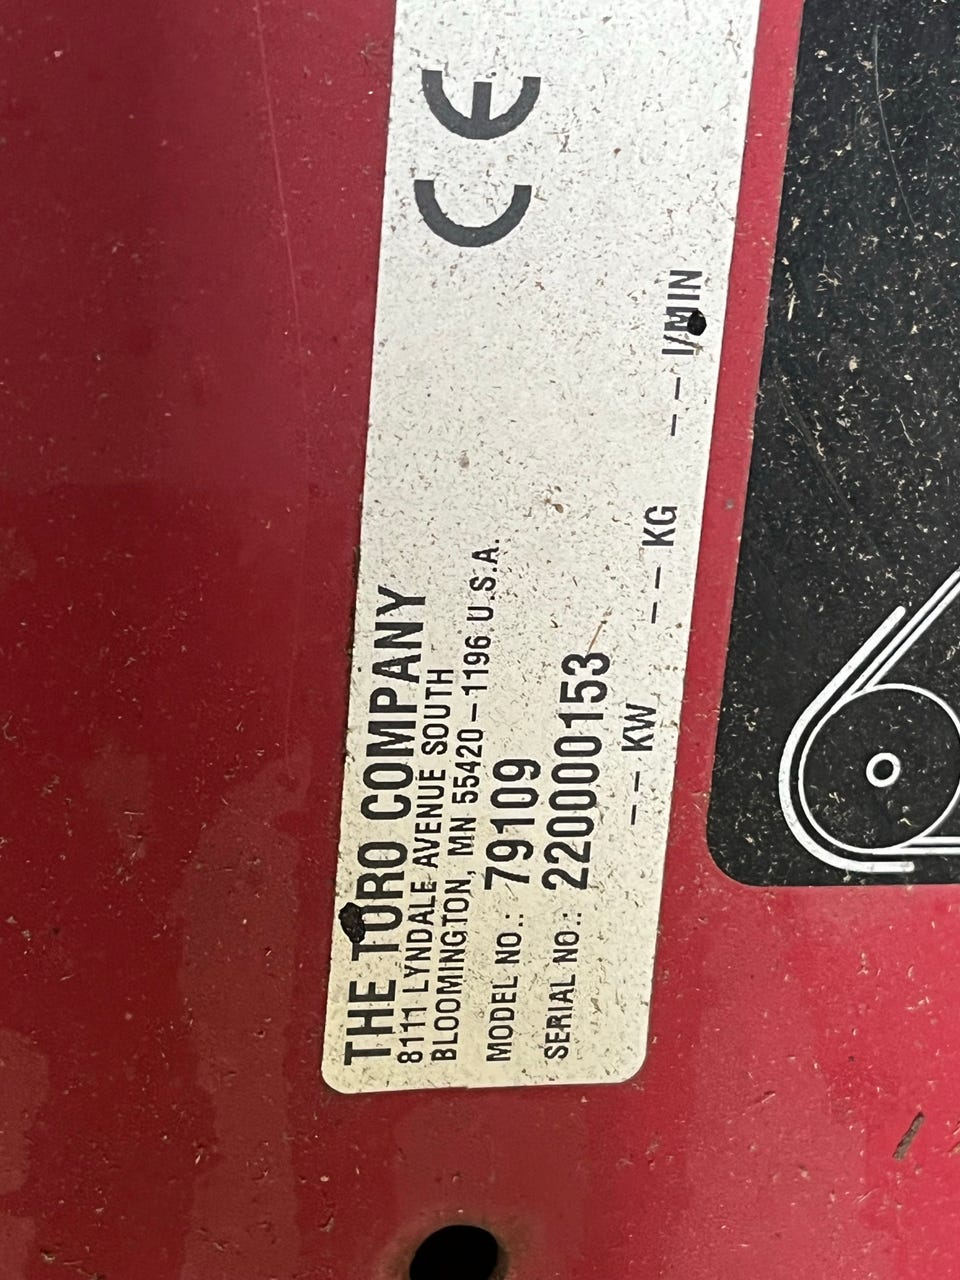 THE TORO COMPANY
8111 LYNDALE AVENUE SOUTH
BLOOMINGTON, MN 55420-1196 U.S.A.
MODEL NO.: 79109
SERIAL NO.: 220000153
-- KW -- KG -- l/MIN
CE